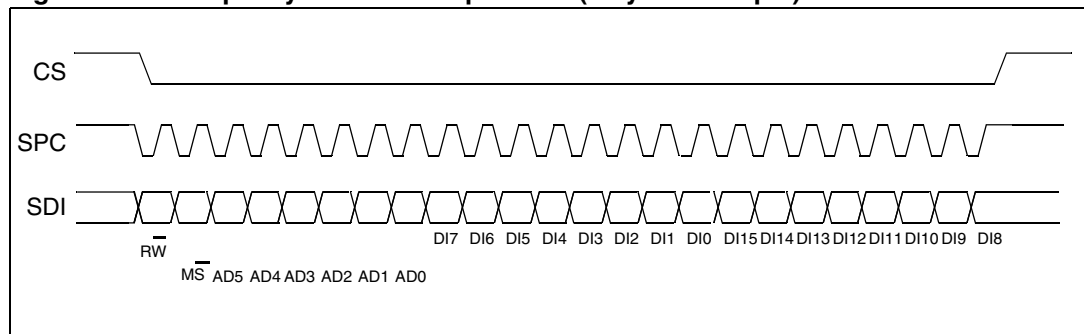 CS
SPC
SDI
DI7 DI6 DI5 DI4 DI3 DI2 DI1 DI0 DI15 DI14 DI13 DI12 DI11 DI10 DI9 DI8
RW
MS AD5 AD4 AD3 AD2 AD1 AD0